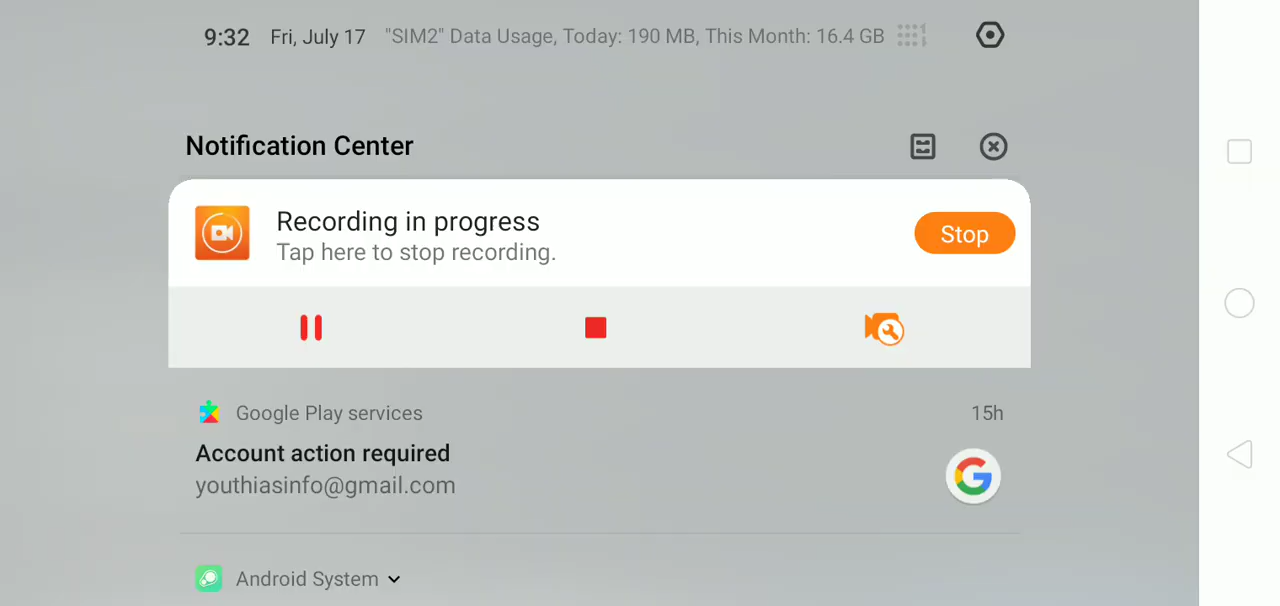 9:32 Fri, July 17 "SIM2" Data Usage, Today: 190 MB, This Month: 16.4 GB
Notification Center
Recording in progress
Tap here to stop recording.
Stop
Google Play services 15h
Account action required
youthiasinfo@gmail.com
Android System